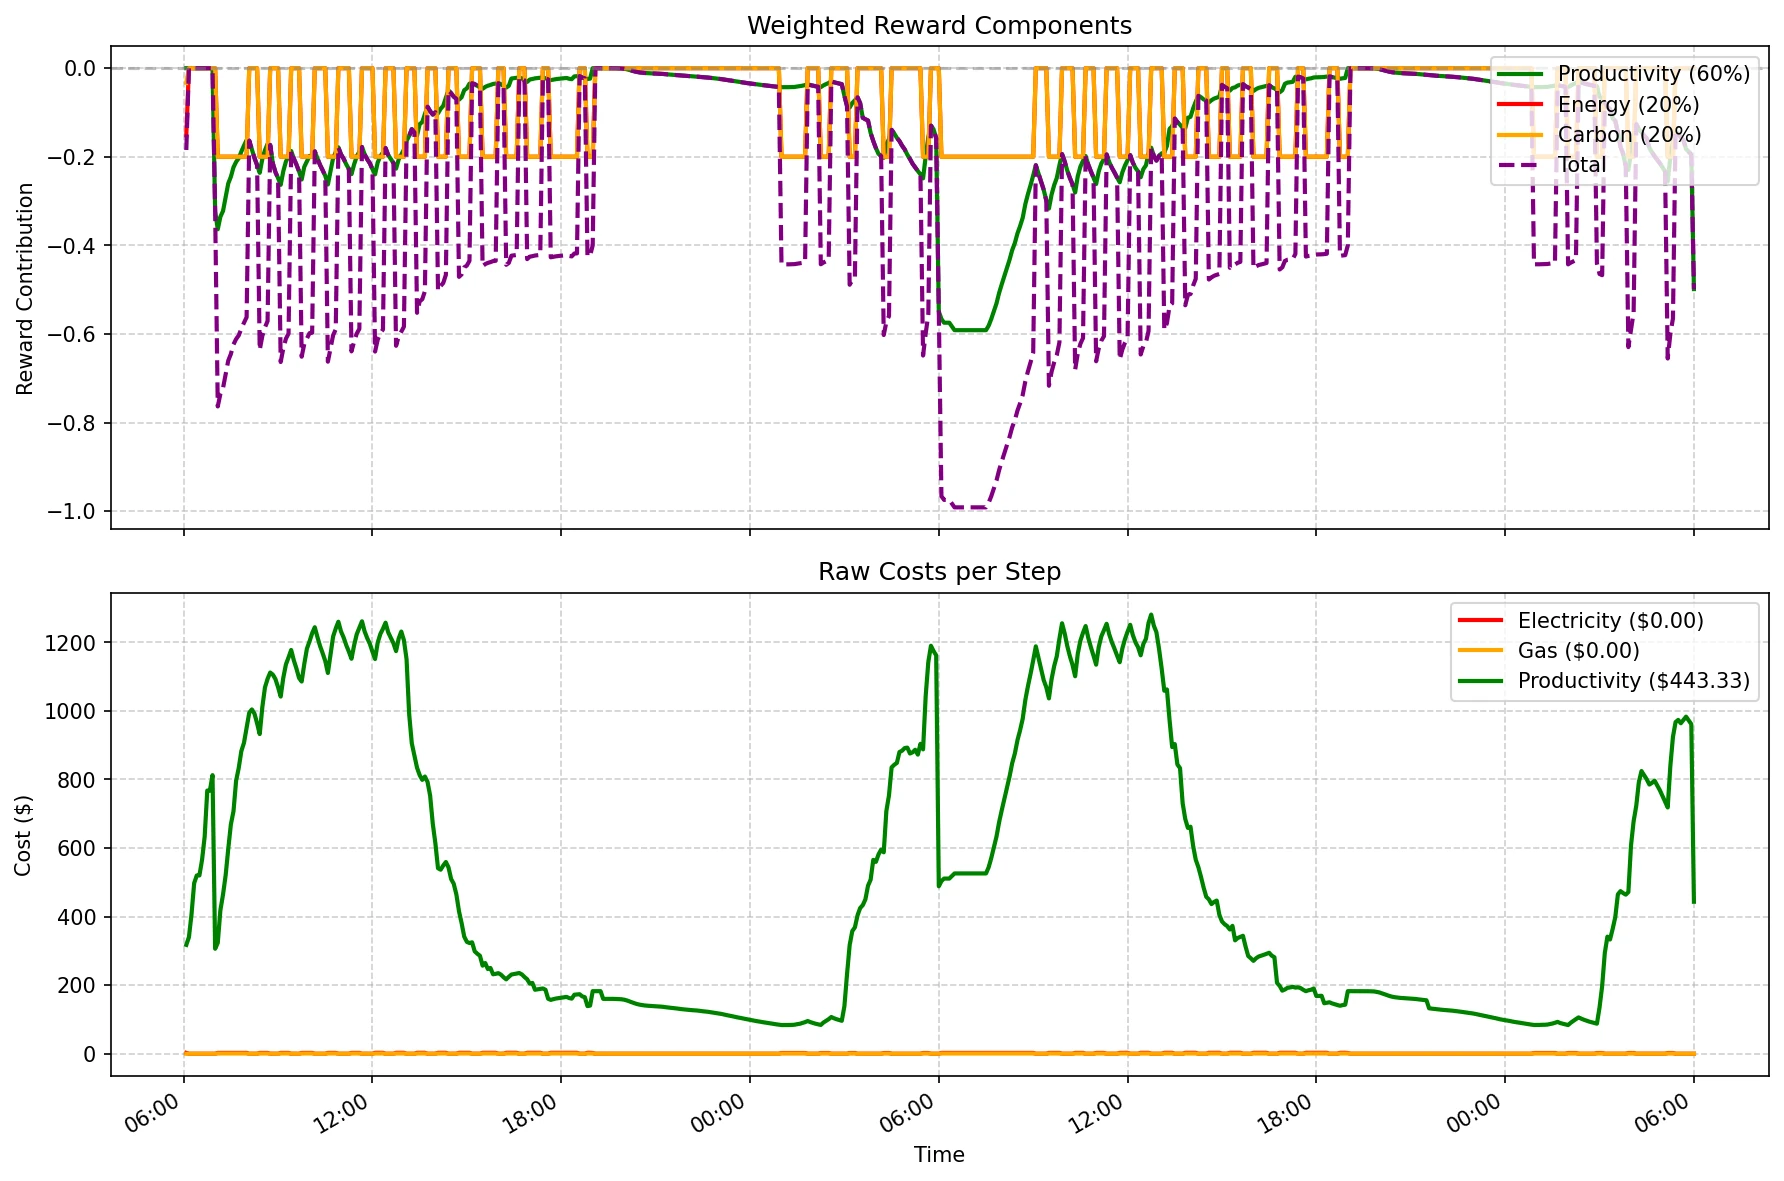 Weighted Reward Components
Reward Contribution
0.0
−0.2
−0.4
−0.6
−0.8
−1.0
Productivity (60%)
Energy (20%)
Carbon (20%)
Total
Raw Costs per Step
Cost ($)
1200
1000
800
600
400
200
0
Electricity ($0.00)
Gas ($0.00)
Productivity ($443.33)
06:00
12:00
18:00
00:00
06:00
12:00
18:00
00:00
06:00
Time